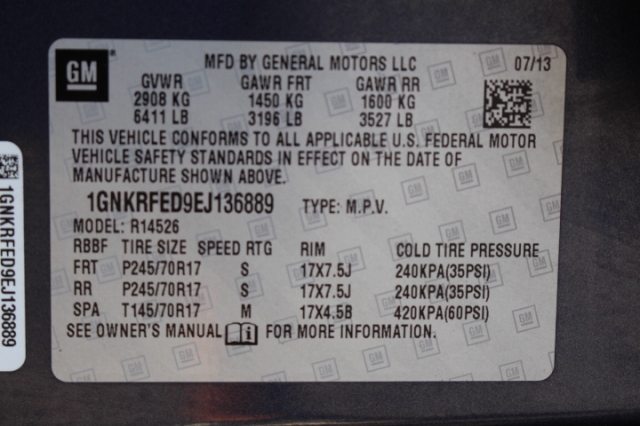 GM
MFD BY GENERAL MOTORS LLC 07/13
GVWR GAWR FRT GAWR RR
2908 KG 1450 KG 1600 KG
6411 LB 3196 LB 3527 LB
THIS VEHICLE CONFORMS TO ALL APPLICABLE U.S. FEDERAL MOTOR
VEHICLE SAFETY STANDARDS IN EFFECT ON THE DATE OF
MANUFACTURE SHOWN ABOVE.
1GNKRFED9EJ136889 TYPE: M.P.V.
MODEL: R14526
RBBF TIRE SIZE SPEED RTG RIM COLD TIRE PRESSURE
FRT P245/70R17 S 17X7.5J 240KPA(35PSI)
RR P245/70R17 S 17X7.5J 240KPA(35PSI)
SPA T145/70R17 M 17X4.5B 420KPA(60PSI)
SEE OWNER'S MANUAL i FOR MORE INFORMATION.
1GNKRFED9EJ136889